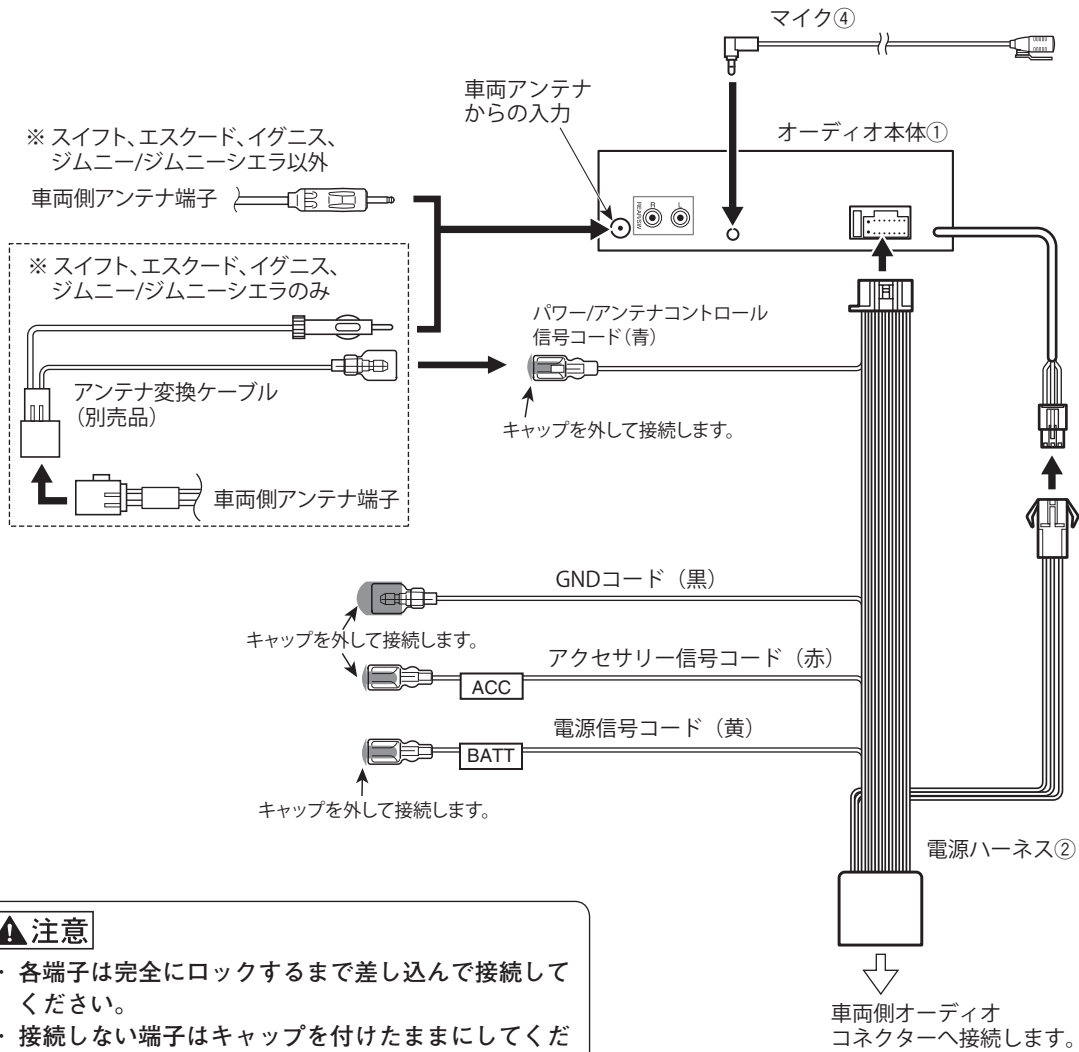 マイク④
車両アンテナ
からの入力
オーディオ本体①
※ スイフト、エスクード、イグニス、
ジムニー/ジムニーシエラ以外
車両側アンテナ端子
REAR/SW
R
L
※ スイフト、エスクード、イグニス、
ジムニー/ジムニーシエラのみ
パワー/アンテナコントロール
信号コード(青)
アンテナ変換ケーブル
(別売品)
キャップを外して接続します。
車両側アンテナ端子
GNDコード(黒)
キャップを外して接続します。
アクセサリー信号コード(赤)
ACC
電源信号コード(黄)
BATT
キャップを外して接続します。
電源ハーネス②
注意
・ 各端子は完全にロックするまで差し込んで接続して
ください。
・ 接続しない端子はキャップを付けたままにしてくだ
車両側オーディオ
コネクターへ接続します。